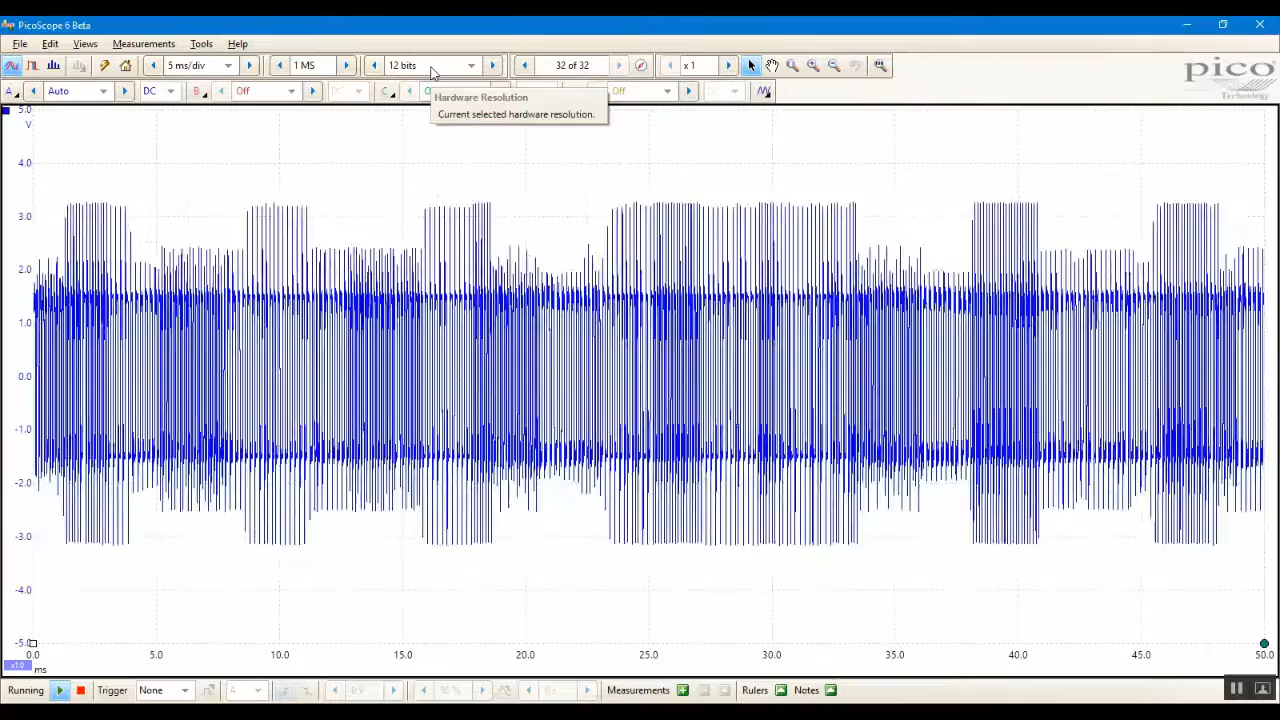 PicoScope 6 Beta
File Edit Views Measurements Tools Help
5 ms/div 1 MS 12 bits 32 of 32 x 1
pico
Technology
A Auto DC B Off C Off
Hardware Resolution
Current selected hardware resolution.
5.0
V
4.0
3.0
2.0
1.0
0.0
-1.0
-2.0
-3.0
-4.0
-5.0
0.0 5.0 10.0 15.0 20.0 25.0 30.0 35.0 40.0 45.0 50.0
x1.0 ms
Running Trigger None A 50 % Measurements Rulers Notes